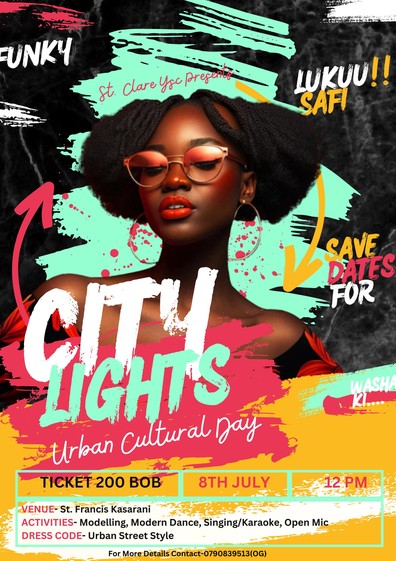 FUNKY
St. Clare Ysc Presents
LUKUU!!
SAFI
SAVE
DATES
FOR
CITY
LIGHTS
WASHA
KI....
Urban Cultural Day
TICKET 200 BOB 8TH JULY 12 PM
VENUE- St. Francis Kasarani
ACTIVITIES- Modelling, Modern Dance, Singing/Karaoke, Open Mic
DRESS CODE- Urban Street Style
For More Details Contact-0790839513(OG)